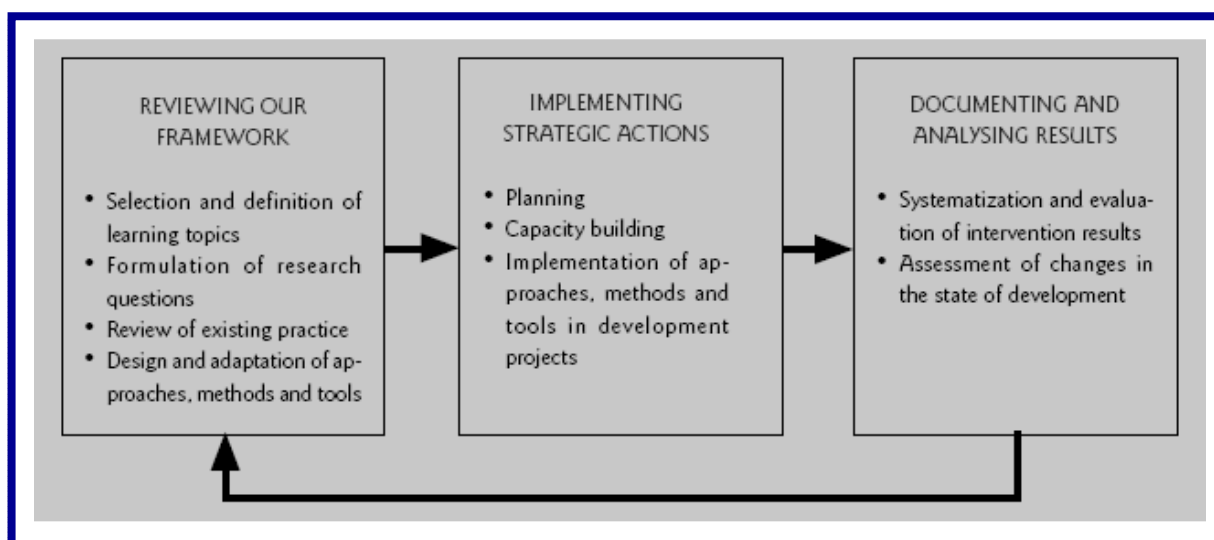 REVIEWING OUR
FRAMEWORK
• Selection and definition of
learning topics
• Formulation of research
questions
• Review of existing practice
• Design and adaptation of ap-
proaches, methods and tools
IMPLEMENTING
STRATEGIC ACTIONS
• Planning
• Capacity building
• Implementation of ap-
proaches, methods and
tools in development
projects
DOCUMENTING AND
ANALYSING RESULTS
• Systematization and evalua-
tion of intervention results
• Assessment of changes in
the state of development